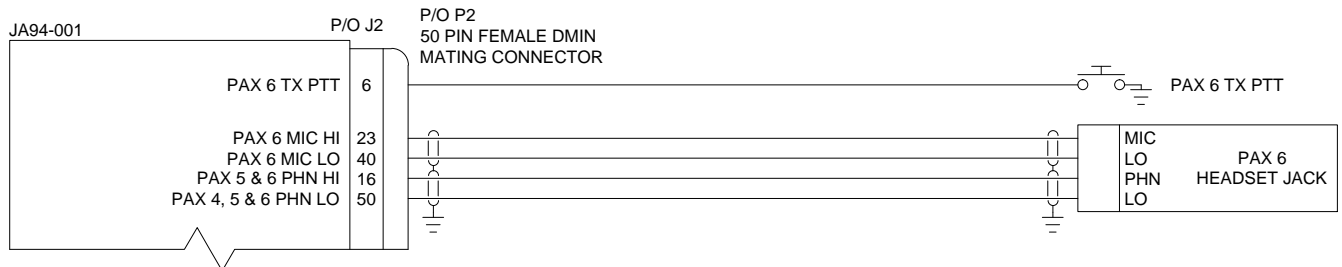 JA94-001
P/O J2
P/O P2
50 PIN FEMALE DMIN
MATING CONNECTOR
PAX 6 TX PTT 6
PAX 6 TX PTT
PAX 6 MIC HI 23
PAX 6 MIC LO 40
PAX 5 & 6 PHN HI 16
PAX 4, 5 & 6 PHN LO 50
MIC
LO
PHN
LO
PAX 6
HEADSET JACK